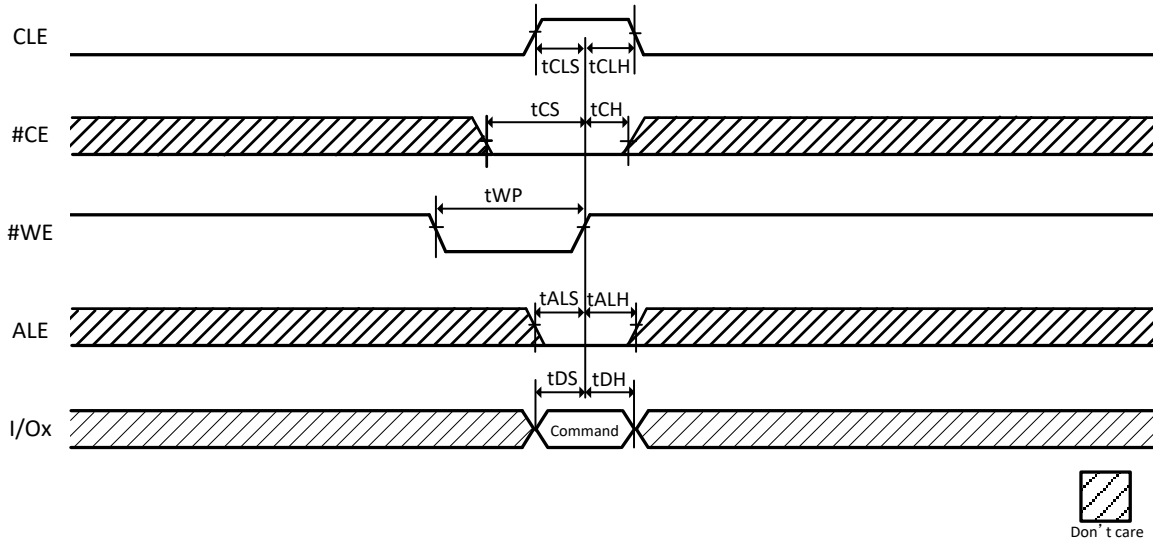 CLE
tCLS tCLH
#CE
tCS tCH
#WE
tWP
ALE
tALS tALH
I/Ox
tDS tDH
Command
Don't care